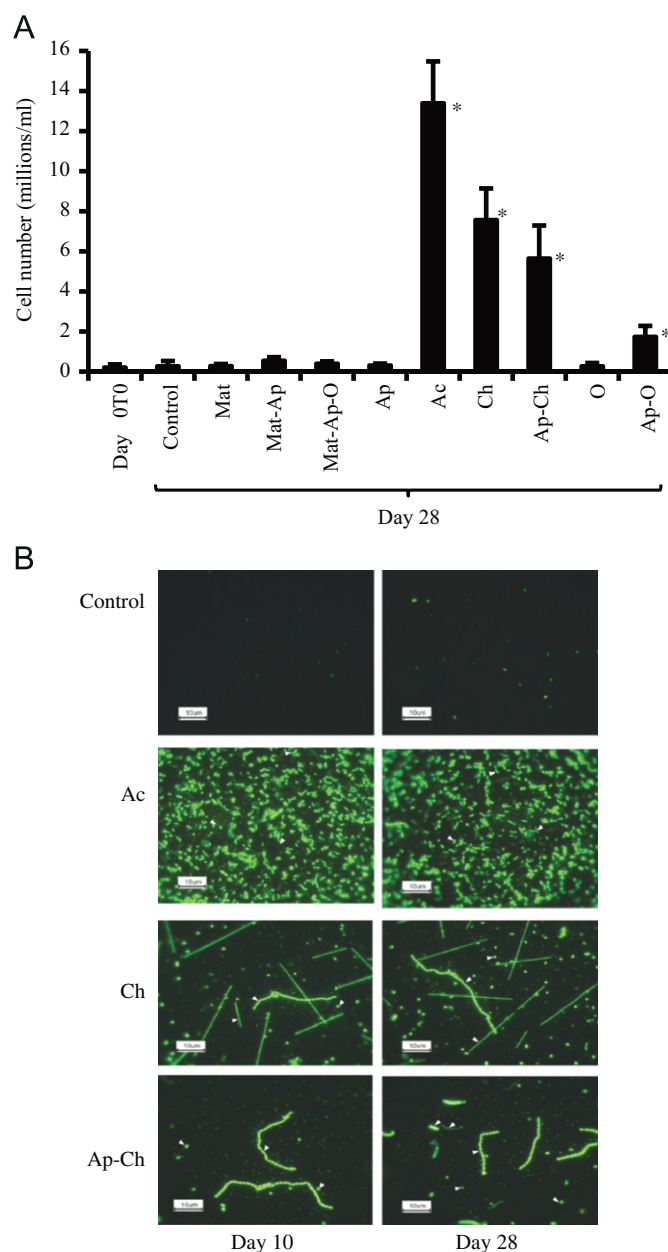 A
Cell number (millions/ml)
16
14
12
10
8
6
4
2
0
Day 0T0
Control
Mat
Mat-Ap
Mat-Ap-O
Ap
Ac
Ch
Ap-Ch
O
Ap-O
*
*
*
*
Day 28
B
Control
10um
10um
Ac
10um
10um
Ch
10um
10um
Ap-Ch
10um
10um
Day 10
Day 28